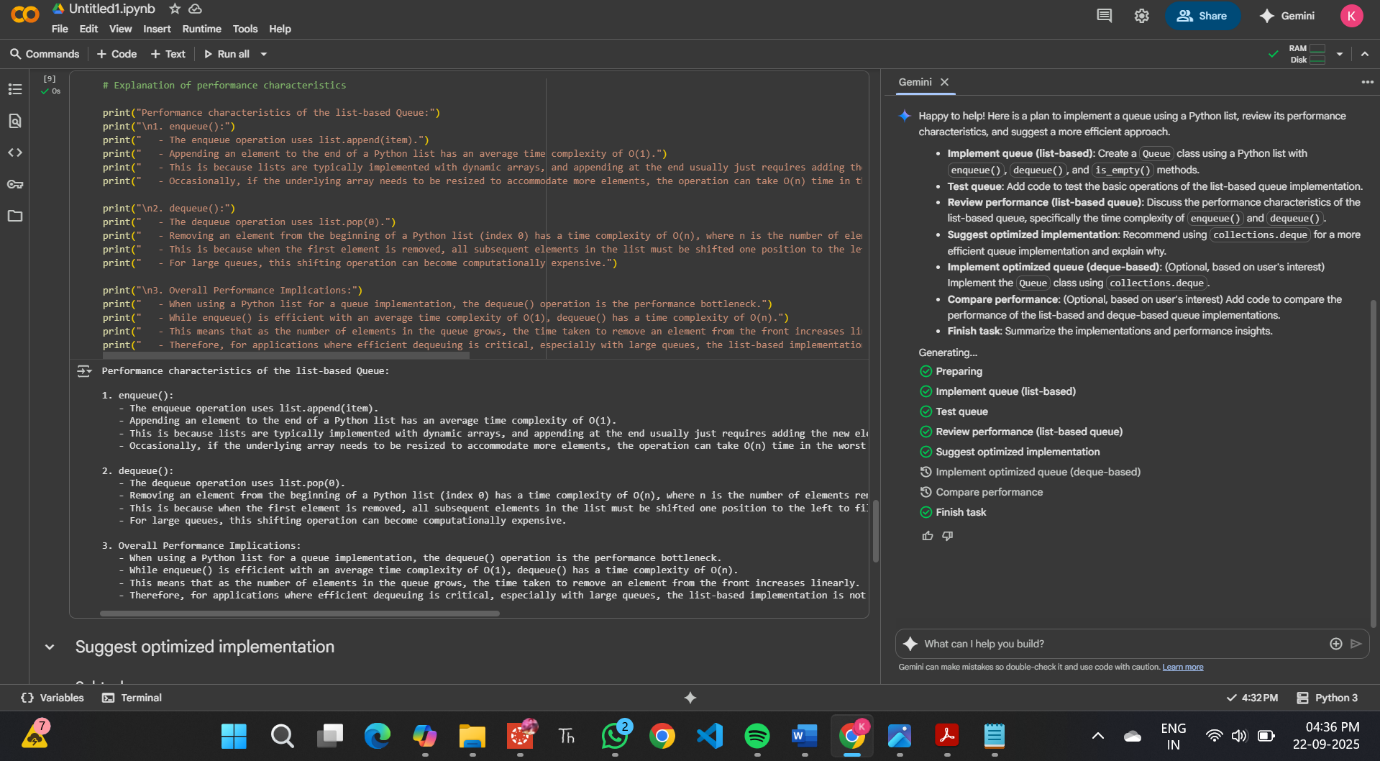 Untitled1.ipynb
File Edit View Insert Runtime Tools Help
Share
Gemini
K
Commands + Code + Text Run all
RAM
Disk
[9]
0s
# Explanation of performance characteristics
print("Performance characteristics of the list-based Queue:")
print("\n1. enqueue():")
print("   - The enqueue operation uses list.append(item).")
print("   - Appending an element to the end of a Python list has an average time complexity of O(1).")
print("   - This is because lists are typically implemented with dynamic arrays, and appending at the end usually just requires adding the
print("   - Occasionally, if the underlying array needs to be resized to accommodate more elements, the operation can take O(n) time in
print("\n2. dequeue():")
print("   - The dequeue operation uses list.pop(0).")
print("   - Removing an element from the beginning of a Python list (index 0) has a time complexity of O(n), where n is the number of
print("   - This is because when the first element is removed, all subsequent elements in the list must be shifted one position to the
print("   - For large queues, this shifting operation can become computationally expensive.")
print("\n3. Overall Performance Implications:")
print("   - When using a Python list for a queue implementation, the dequeue() operation is the performance bottleneck.")
print("   - While enqueue() is efficient with an average time complexity of O(1), dequeue() has a time complexity of O(n).")
print("   - This means that as the number of elements in the queue grows, the time taken to remove an element from the front increases
print("   - Therefore, for applications where efficient dequeuing is critical, especially with large queues, the list-based implementation
Performance characteristics of the list-based Queue:
1. enqueue():
- The enqueue operation uses list.append(item).
- Appending an element to the end of a Python list has an average time complexity of O(1).
- This is because lists are typically implemented with dynamic arrays, and appending at the end usually just requires adding the new
Occasionally, if the underlying array needs to be resized to accommodate more elements, the operation can take O(n) time in the worst
2. dequeue():
- The dequeue operation uses list.pop(0).
- Removing an element from the beginning of a Python list (index 0) has a time complexity of O(n), where n is the number of elements
- This is because when the first element is removed, all subsequent elements in the list must be shifted one position to the left to
- For large queues, this shifting operation can become computationally expensive.
3. Overall Performance Implications:
- When using a Python list for a queue implementation, the dequeue() operation is the performance bottleneck.
- While enqueue() is efficient with an average time complexity of O(1), dequeue() has a time complexity of O(n).
- This means that as the number of elements in the queue grows, the time taken to remove an element from the front increases linearly.
- Therefore, for applications where efficient dequeuing is critical, especially with large queues, the list-based implementation is not
Suggest optimized implementation
Gemini
Happy to help! Here is a plan to implement a queue using a Python list, review its performance
characteristics, and suggest a more efficient approach.
• Implement queue (list-based): Create a Queue class using a Python list with
enqueue(), dequeue(), and is_empty() methods.
• Test queue: Add code to test the basic operations of the list-based queue implementation.
• Review performance (list-based queue): Discuss the performance characteristics of the
list-based queue, specifically the time complexity of enqueue() and dequeue().
• Suggest optimized implementation: Recommend using collections.deque for a more
efficient queue implementation and explain why.
• Implement optimized queue (deque-based): (Optional, based on user's interest)
Implement the Queue class using collections.deque.
• Compare performance: (Optional, based on user's interest) Add code to compare the
performance of the list-based and deque-based queue implementations.
• Finish task: Summarize the implementations and performance insights.
Generating...
Preparing
Implement queue (list-based)
Test queue
Review performance (list-based queue)
Suggest optimized implementation
Implement optimized queue (deque-based)
Compare performance
Finish task
What can I help you build?
Gemini can make mistakes so double-check it and use code with caution. Learn more
Variables Terminal
4:32 PM Python 3
7
Th
2
K
ENG
IN
04:36 PM
22-09-2025